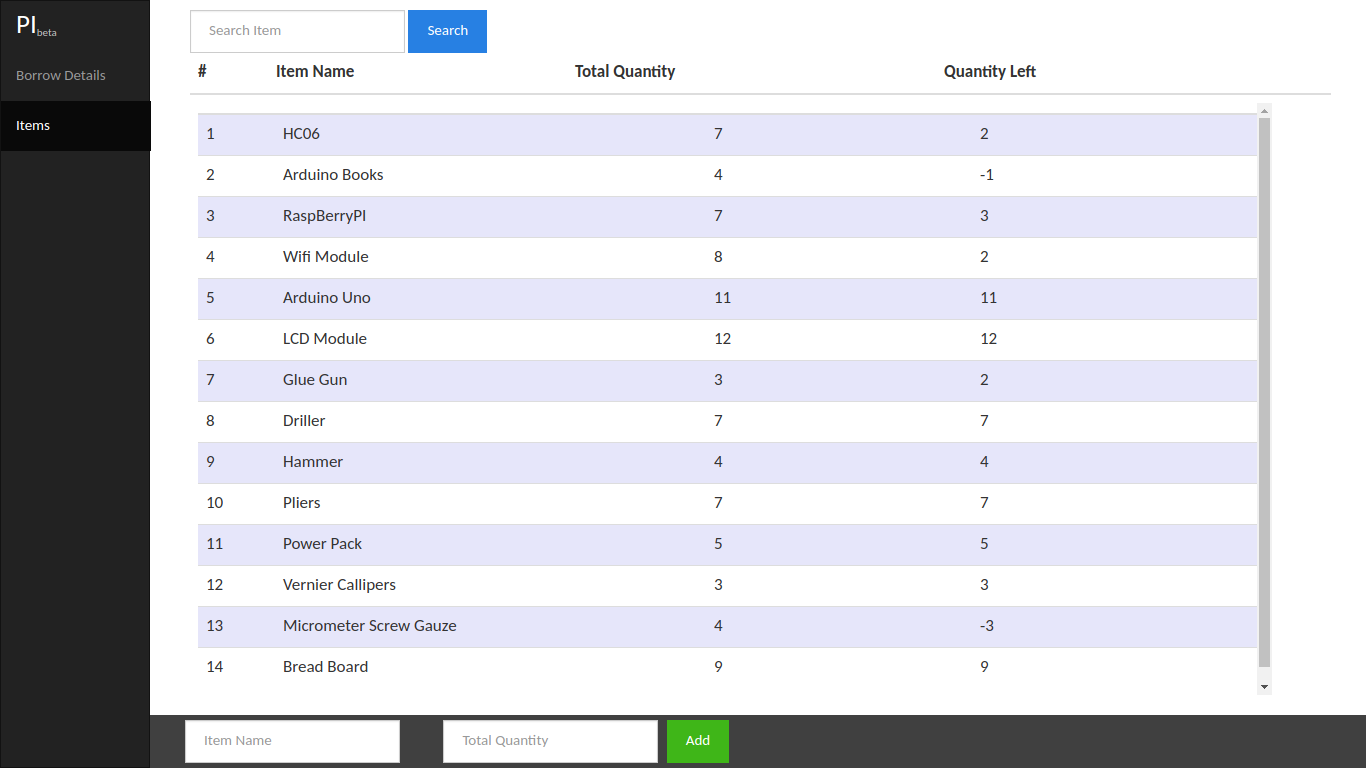 PIbeta
Borrow Details
Items
Search Item Search
# Item Name Total Quantity Quantity Left
1 HC06 7 2
2 Arduino Books 4 -1
3 RaspBerryPI 7 3
4 Wifi Module 8 2
5 Arduino Uno 11 11
6 LCD Module 12 12
7 Glue Gun 3 2
8 Driller 7 7
9 Hammer 4 4
10 Pliers 7 7
11 Power Pack 5 5
12 Vernier Callipers 3 3
13 Micrometer Screw Gauze 4 -3
14 Bread Board 9 9
Item Name Total Quantity Add